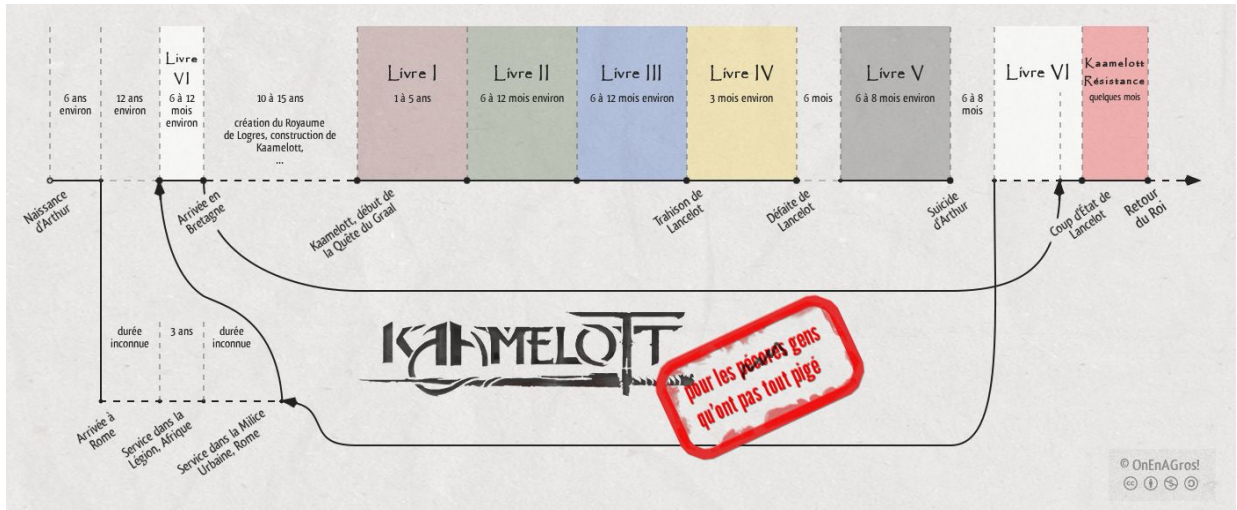 6 ans
environ
12 ans
environ
Livre
VI
6 à 12
mois
environ
10 à 15 ans
création du Royaume
de Logres, construction de
Kaamelott,
...
Livre I
1 à 5 ans
Livre II
6 à 12 mois environ
Livre III
6 à 12 mois environ
Livre IV
3 mois environ
6 mois
Livre V
6 à 8 mois environ
6 à 8
mois
Livre VI
Kaamelott
Résistance
quelques mois
Naissance
d'Arthur
Arrivée en
Bretagne
Kaamelott, début de
la Quête du Graal
Trahison de
Lancelot
Défaite de
Lancelot
Suicide
d'Arthur
Coup d'État de
Lancelot
Retour
du Roi
durée
inconnue
3 ans
durée
inconnue
Arrivée à
Rome
Service dans la
Légion, Afrique
Service dans la Milice
Urbaine, Rome
KAAMELOTT
pour les pécores gens
qu'ont pas tout pigé
© OnEnAGros!